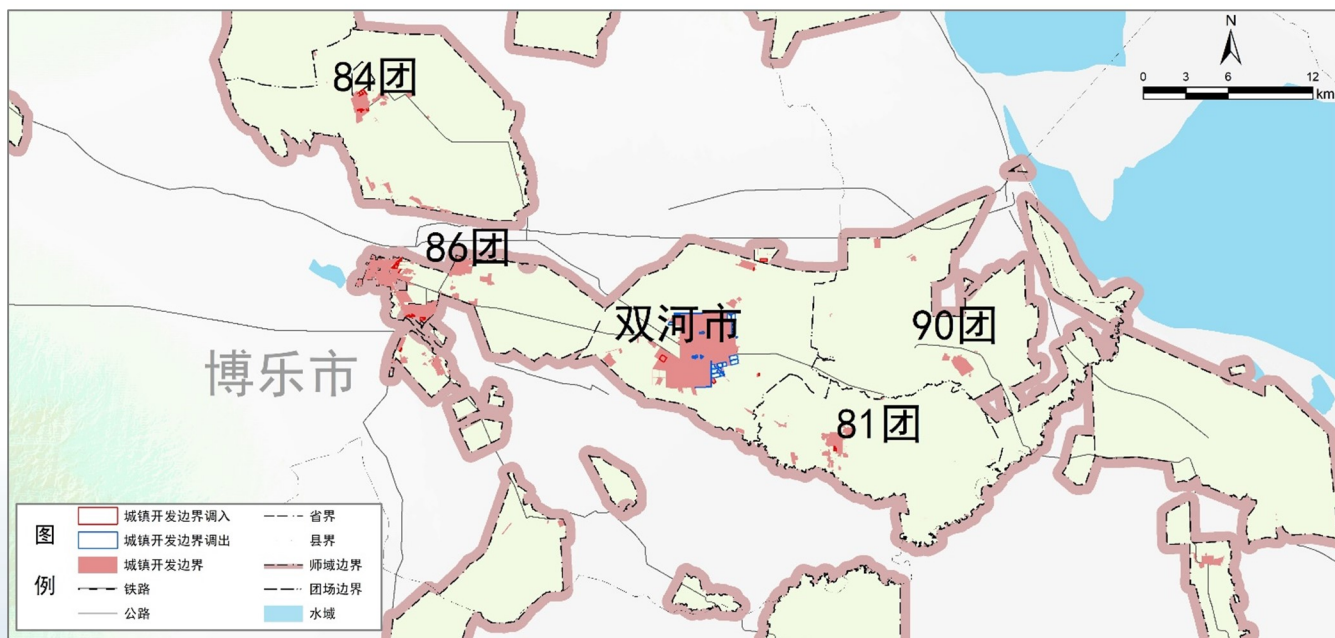 N
0 3 6 12
km
84团
86团
双河市
90团
博乐市
81团
图例
城镇开发边界调入
城镇开发边界调出
城镇开发边界
铁路
公路
省界
县界
师域边界
团场边界
水域